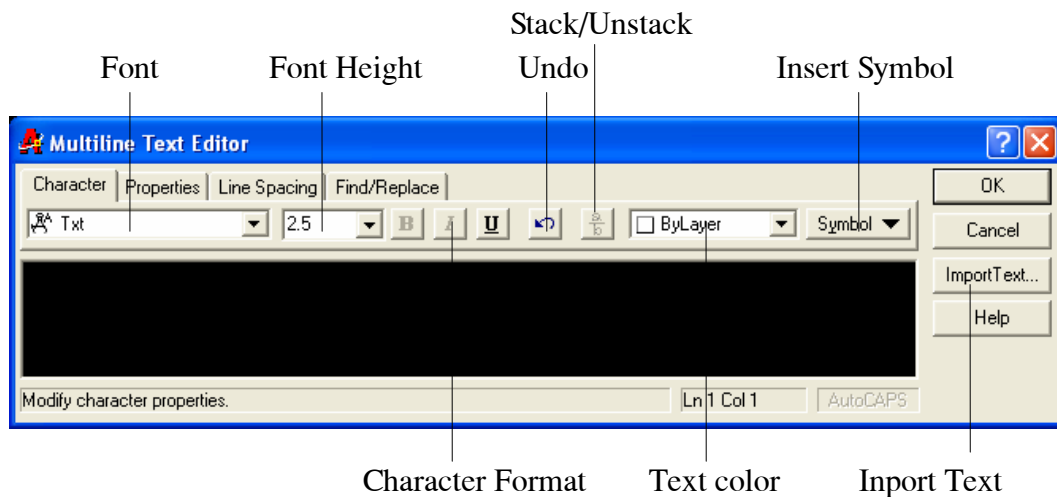 Stack/Unstack
Font Font Height Undo Insert Symbol
Multiline Text Editor
Character Properties Line Spacing Find/Replace
OK
Txt 2.5 B I U a/b ByLayer Symbol
Cancel
ImportText...
Help
Modify character properties. Ln 1 Col 1 AutoCAPS
Character Format Text color Inport Text